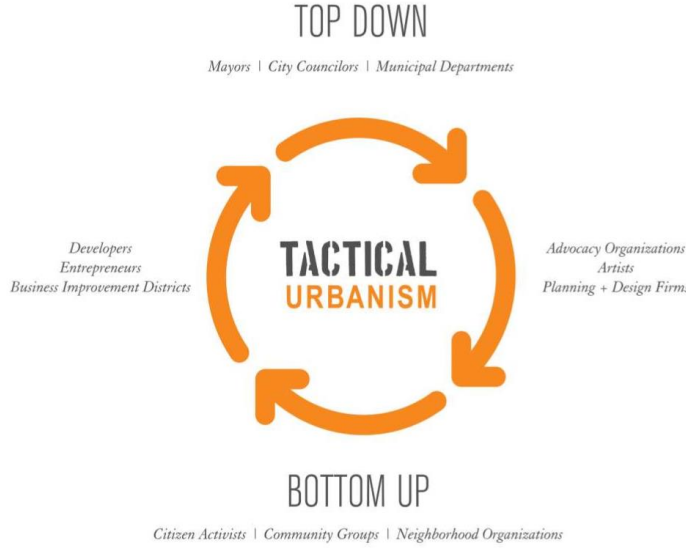 TOP DOWN
Mayors | City Councilors | Municipal Departments
Developers
Entrepreneurs
Business Improvement Districts
TACTICAL
URBANISM
Advocacy Organizations
Artists
Planning + Design Firms
BOTTOM UP
Citizen Activists | Community Groups | Neighborhood Organizations